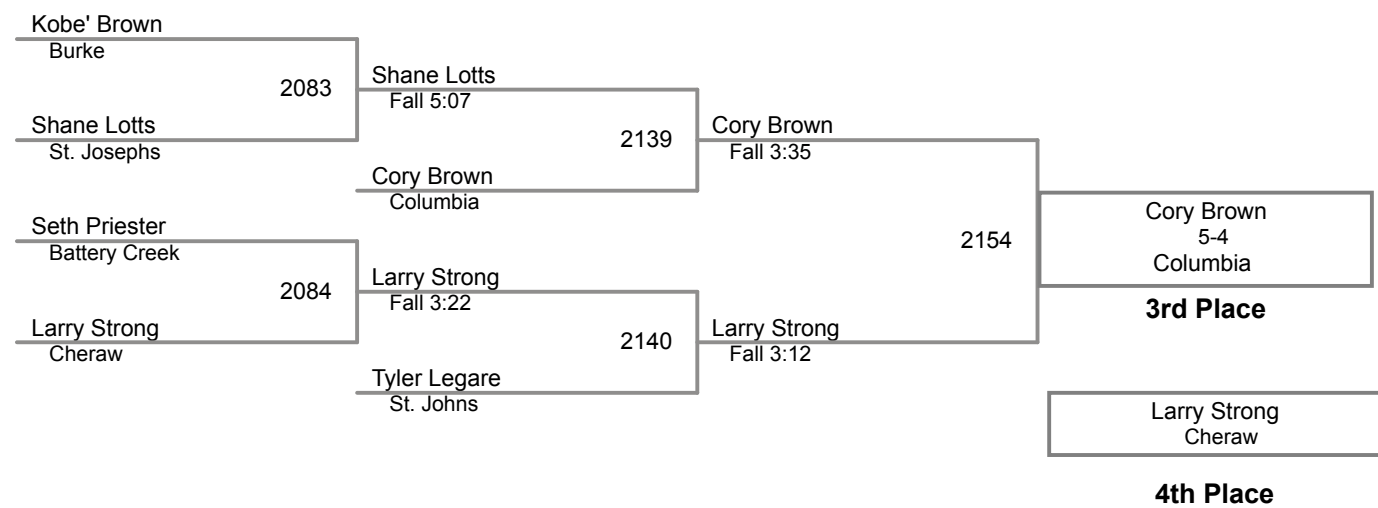 Kobe' Brown
Burke
2083
Shane Lotts
Fall 5:07
Shane Lotts
St. Josephs
2139
Cory Brown
Fall 3:35
Cory Brown
Columbia
Seth Priester
Battery Creek
2154
Cory Brown
5-4
Columbia
3rd Place
2084
Larry Strong
Fall 3:22
Larry Strong
Cheraw
2140
Larry Strong
Fall 3:12
Tyler Legare
St. Johns
Larry Strong
Cheraw
4th Place